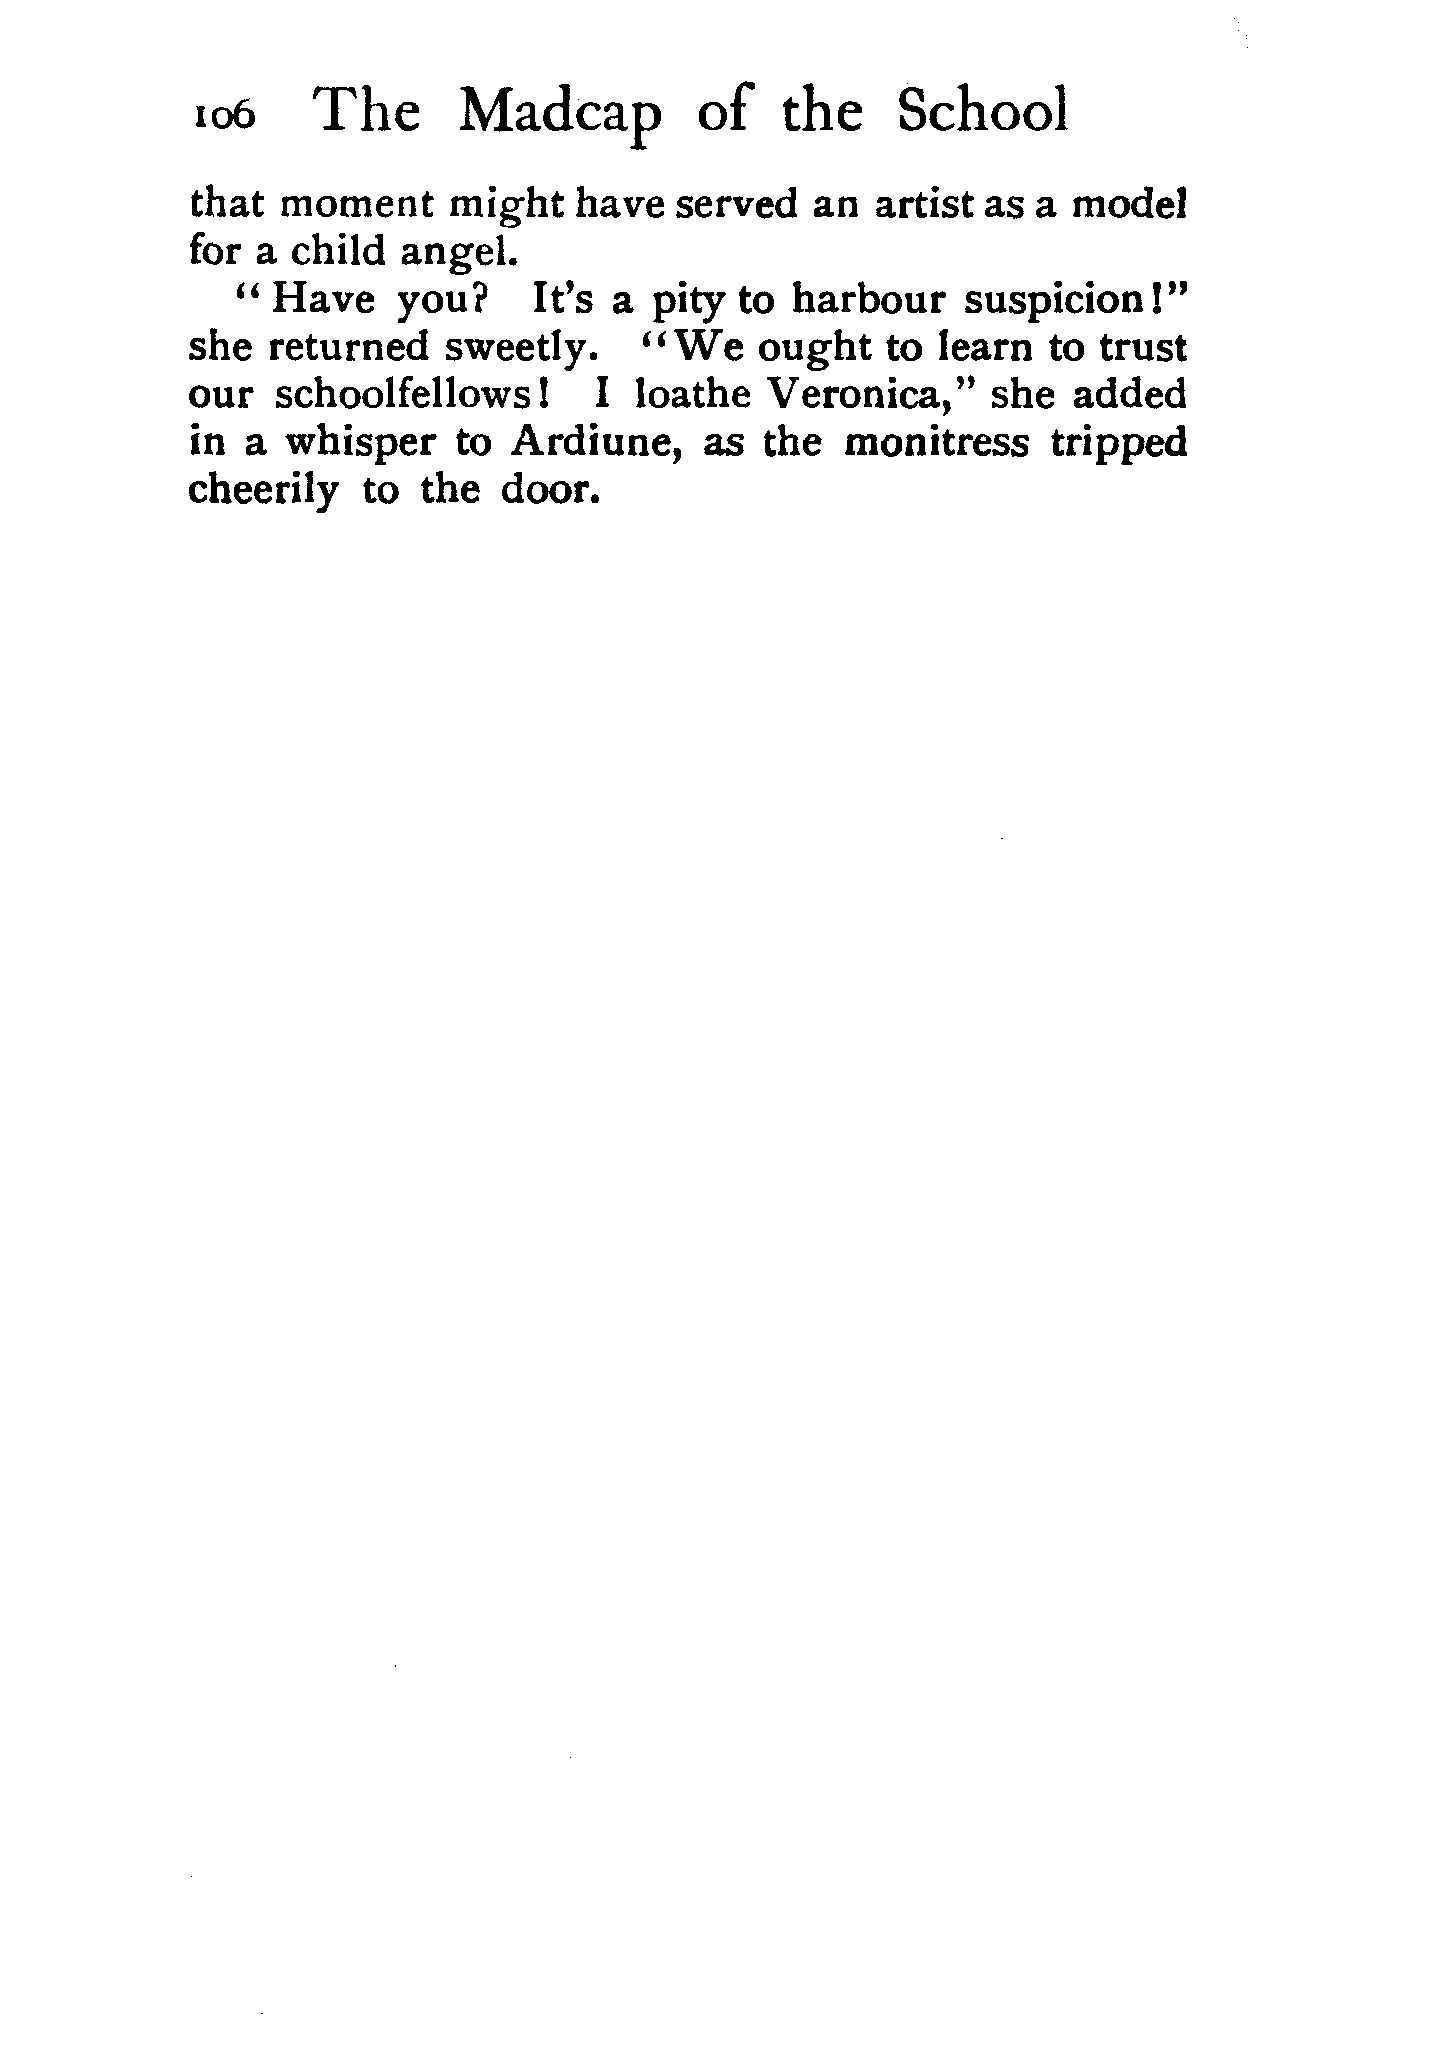 106 The Madcap of the School
that moment might have served an artist as a model
for a child angel.
“Have you? It’s a pity to harbour suspicion!”
she returned sweetly. “We ought to learn to trust
our schoolfellows! I loathe Veronica,” she added
in a whisper to Ardiune, as the monitress tripped
cheerily to the door.